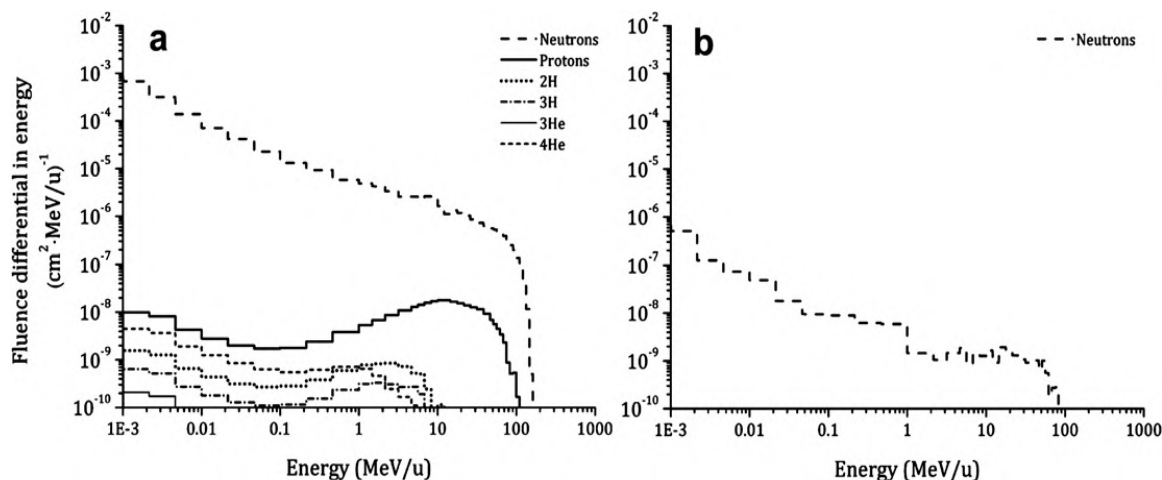 a
Neutrons
Protons
2H
3H
3He
4He
Fluence differential in energy
(cm²·MeV/u)⁻¹
10⁻²
10⁻³
10⁻⁴
10⁻⁵
10⁻⁶
10⁻⁷
10⁻⁸
10⁻⁹
10⁻¹⁰
1E-3 0.01 0.1 1 10 100 1000
Energy (MeV/u)
b
Neutrons
10⁻²
10⁻³
10⁻⁴
10⁻⁵
10⁻⁶
10⁻⁷
10⁻⁸
10⁻⁹
10⁻¹⁰
1E-3 0.01 0.1 1 10 100 1000
Energy (MeV/u)